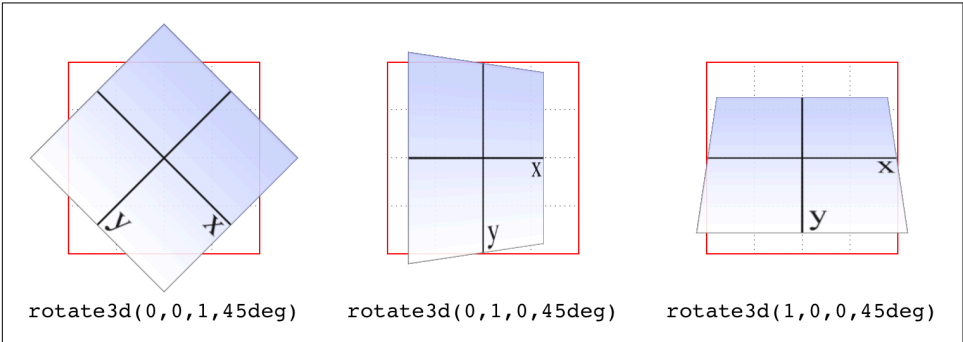 y x
x
y
x
y
rotate3d(0,0,1,45deg) rotate3d(0,1,0,45deg) rotate3d(1,0,0,45deg)